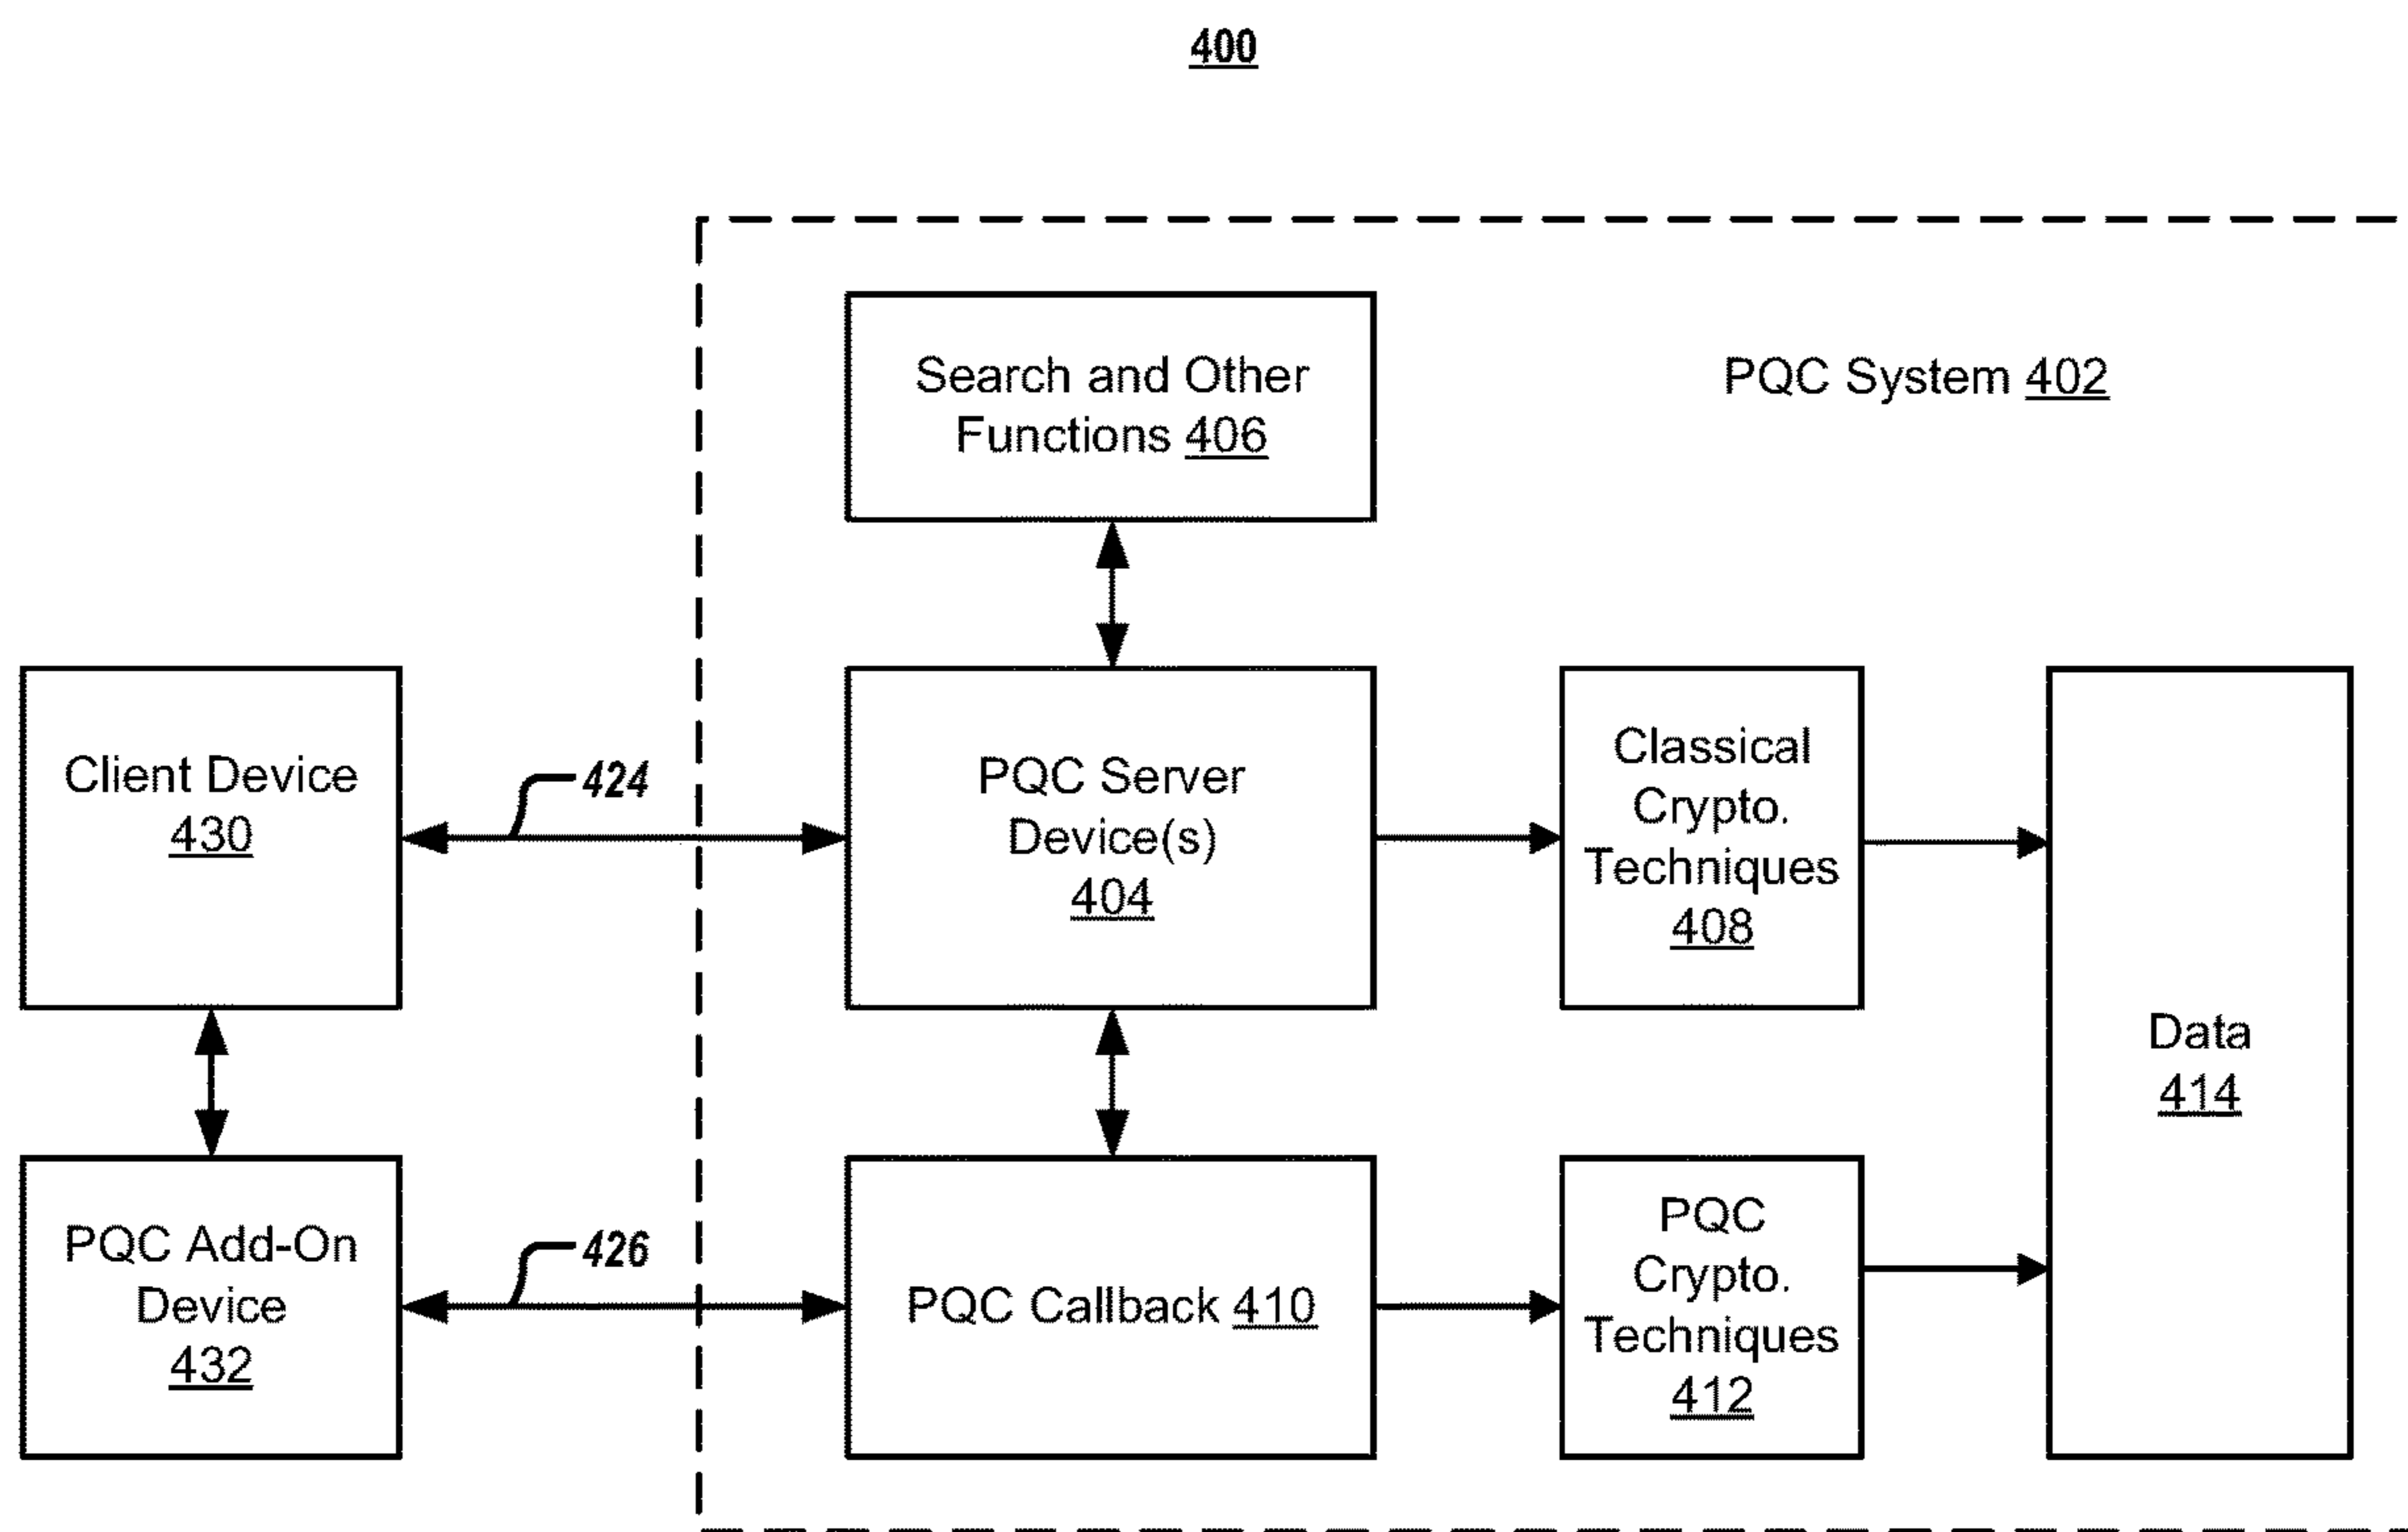 400
Search and Other
Functions 406
PQC System 402
Client Device
430
424
PQC Server
Device(s)
404
Classical
Crypto.
Techniques
408
Data
414
PQC Add-On
Device
432
426
PQC Callback 410
PQC
Crypto.
Techniques
412